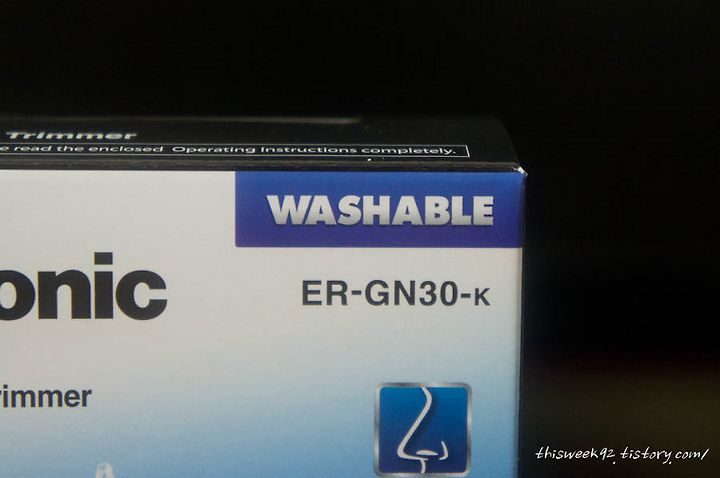 Trimmer
e read the enclosed Operating Instructions completely.
WASHABLE
onic
ER-GN30-K
rimmer
thisweek92.tistory.com/